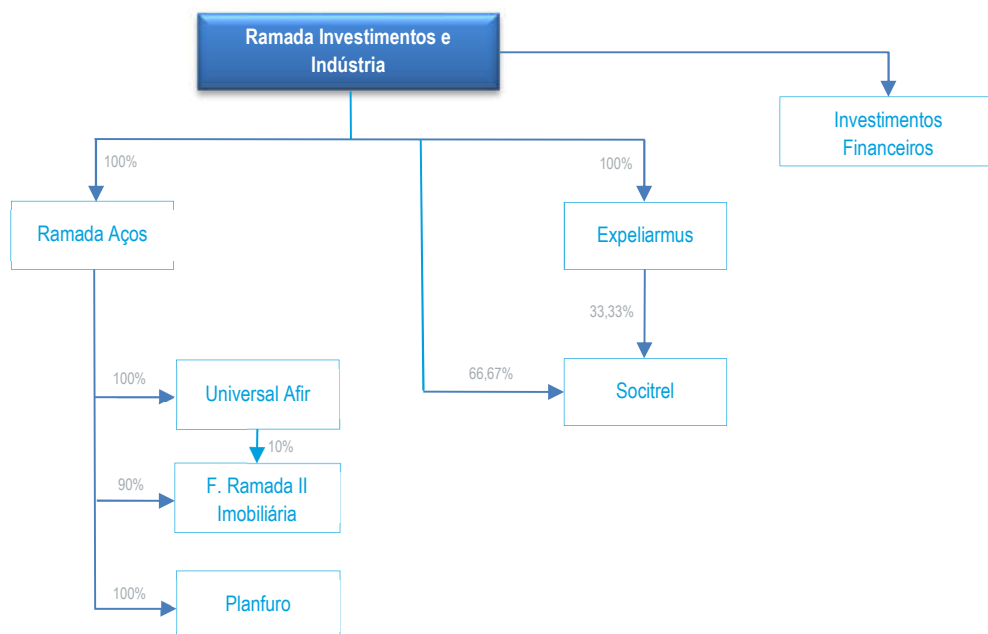 Ramada Investimentos e
Indústria
Investimentos
Financeiros
100%
100%
Ramada Aços
Expeliarmus
33,33%
100%
Universal Afir
66,67%
Socitrel
10%
90%
F. Ramada II
Imobiliária
100%
Planfuro